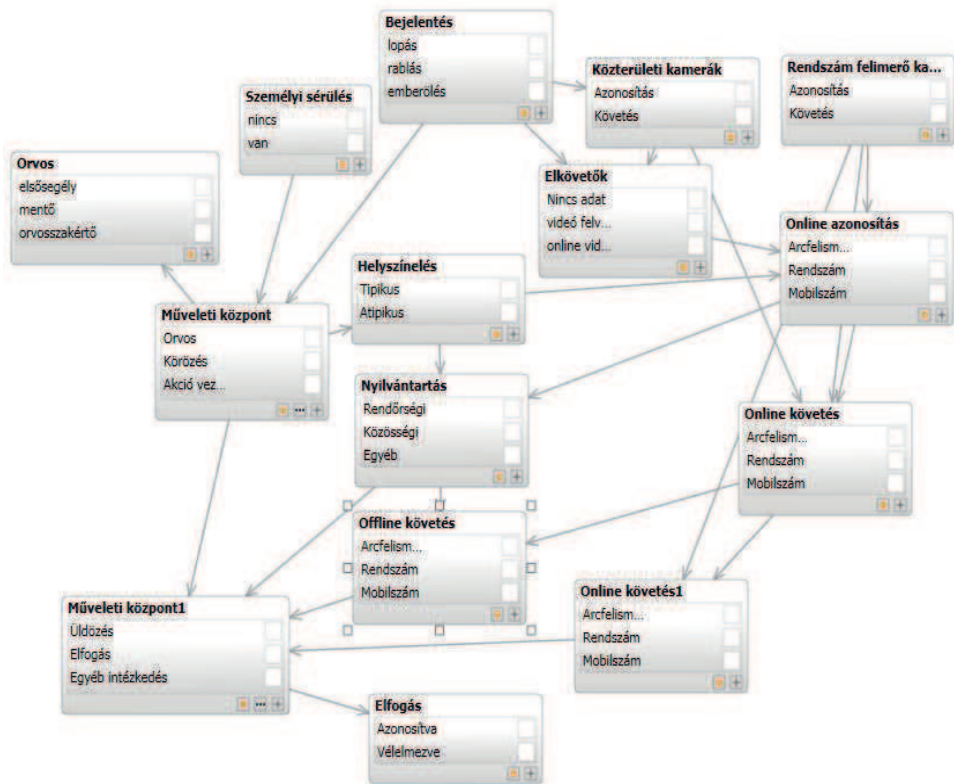 Bejelentés
lopás
rablás
emberölés
Közterületi kamerák
Azonosítás
Követés
Rendszám felimerő ka...
Azonosítás
Követés
Személyi sérülés
nincs
van
Orvos
elsősegély
mentő
orvosszakértő
Elkövetők
Nincs adat
videó felv...
online vid...
Online azonosítás
Arcfelism...
Rendszám
Mobilszám
Helyszínelés
Tipikus
Atipikus
Műveleti központ
Orvos
Körözés
Akció vez...
Nyilvántartás
Rendőrségi
Közösségi
Egyéb
Online követés
Arcfelism...
Rendszám
Mobilszám
Offline követés
Arcfelism...
Rendszám
Mobilszám
Online követés1
Arcfelism...
Rendszám
Mobilszám
Műveleti központ1
Üldözés
Elfogás
Egyéb intézkedés
Elfogás
Azonosítva
Vélelmezve